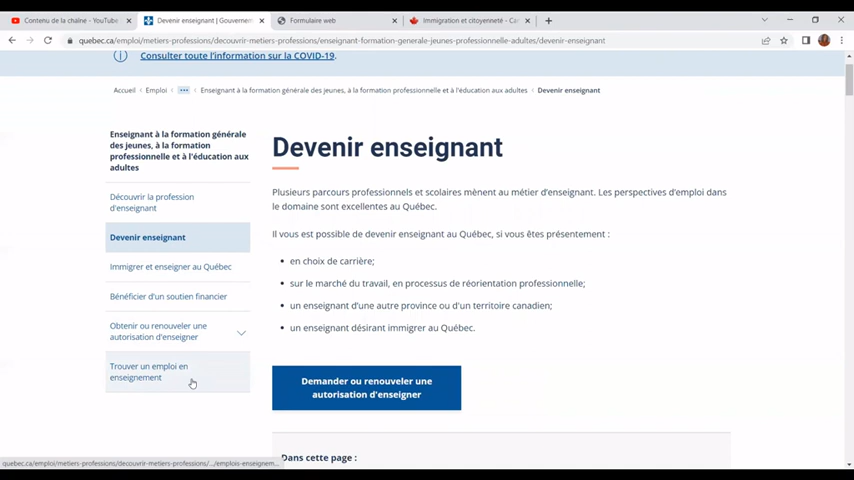 Contenu de la chaîne - YouTube
Devenir enseignant | Gouvernem
Formulaire web
Immigration et citoyenneté - Ca
quebec.ca/emploi/metiers-professions/decouvrir-metiers-professions/enseignant-formation-generale-jeunes-professionnelle-adultes/devenir-enseignant
Consulter toute l'information sur la COVID-19.
Accueil < Emploi < ••• < Enseignant à la formation générale des jeunes, à la formation professionnelle et à l'éducation aux adultes < Devenir enseignant
Enseignant à la formation générale
des jeunes, à la formation
professionnelle et à l'éducation aux
adultes
Découvrir la profession
d'enseignant
Devenir enseignant
Immigrer et enseigner au Québec
Bénéficier d'un soutien financier
Obtenir ou renouveler une
autorisation d'enseigner
Trouver un emploi en
enseignement
Devenir enseignant
Plusieurs parcours professionnels et scolaires mènent au métier d'enseignant. Les perspectives d'emploi dans
le domaine sont excellentes au Québec.
Il vous est possible de devenir enseignant au Québec, si vous êtes présentement :
• en choix de carrière;
• sur le marché du travail, en processus de réorientation professionnelle;
• un enseignant d'une autre province ou d'un territoire canadien;
• un enseignant désirant immigrer au Québec.
Demander ou renouveler une
autorisation d'enseigner
Dans cette page :
quebec.ca/emploi/metiers-professions/decouvrir-metiers-professions/.../emplois-enseignem...